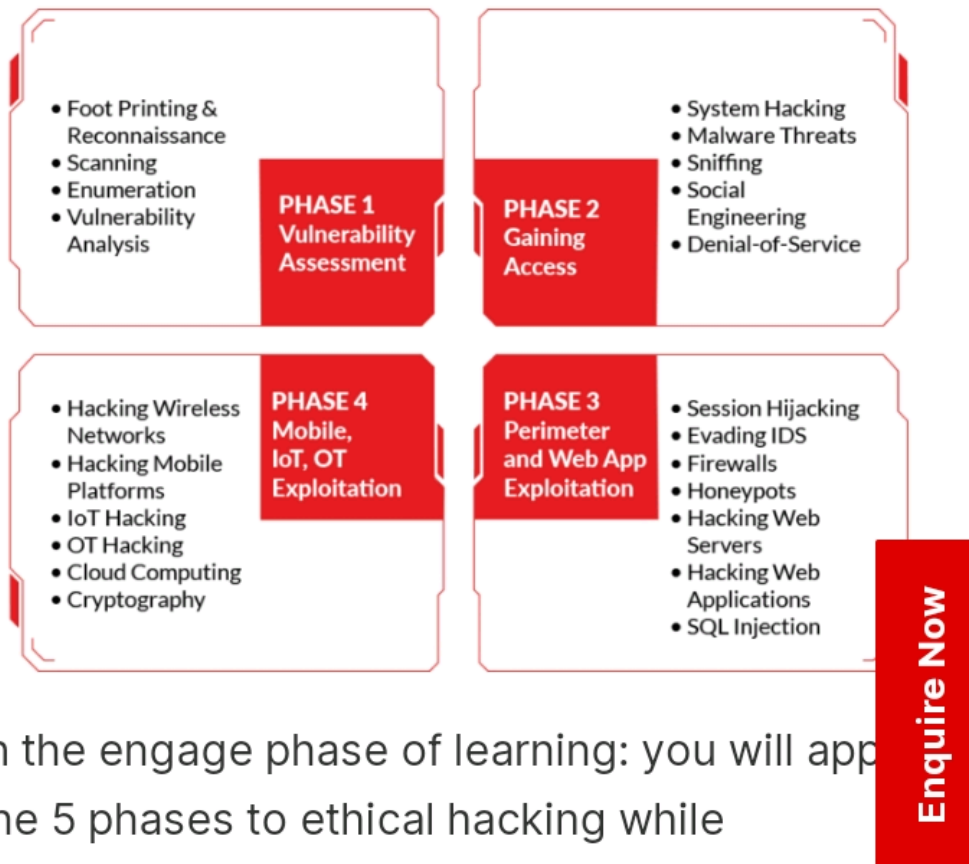 • Foot Printing &
Reconnaissance
• Scanning
• Enumeration
• Vulnerability
Analysis
PHASE 1
Vulnerability
Assessment
PHASE 2
Gaining
Access
• System Hacking
• Malware Threats
• Sniffing
• Social
Engineering
• Denial-of-Service
• Hacking Wireless
Networks
• Hacking Mobile
Platforms
• IoT Hacking
• OT Hacking
• Cloud Computing
• Cryptography
PHASE 4
Mobile,
IoT, OT
Exploitation
PHASE 3
Perimeter
and Web App
Exploitation
• Session Hijacking
• Evading IDS
• Firewalls
• Honeypots
• Hacking Web
Servers
• Hacking Web
Applications
• SQL Injection
Enquire Now
the engage phase of learning: you will
5 phases to ethical hacking while